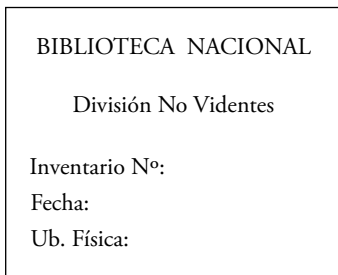 BIBLIOTECA NACIONAL
División No Videntes
Inventario Nº:
Fecha:
Ub. Física: